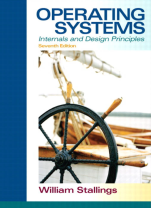 OPERATING
SYSTEMS
Internals and Design Principles
Seventh Edition
William Stallings